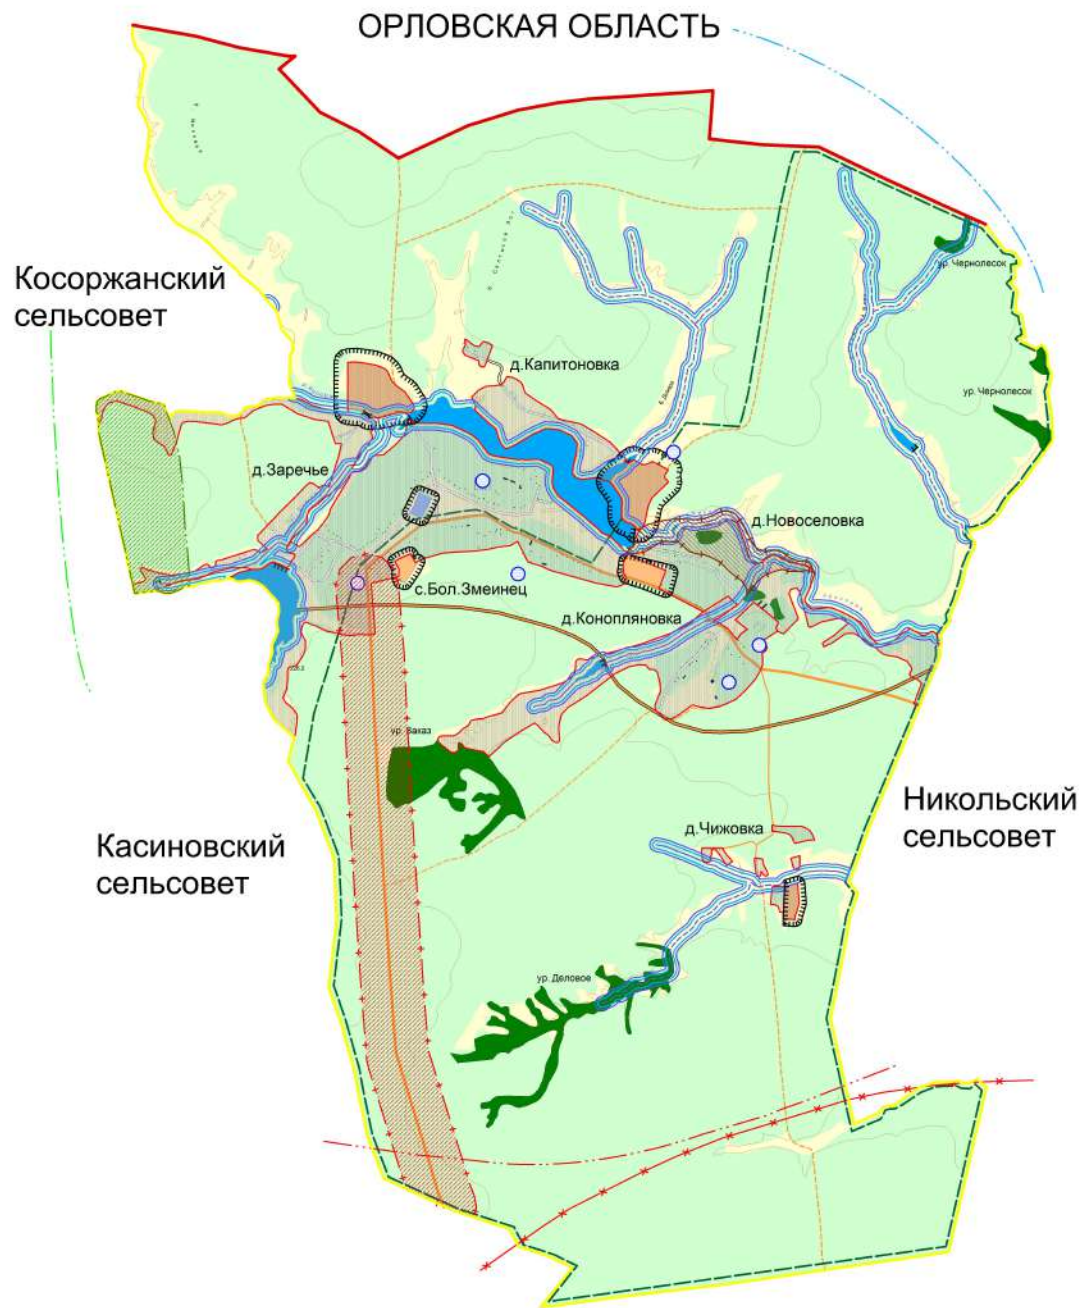 ОРЛОВСКАЯ ОБЛАСТЬ
ур. Чернолесок
Косоржанский
сельсовет
д.Капитоновка
ур. Чернолесок
д.Заречье
д.Новоселовка
с.Бол.Змеинец
д.Конопляновка
ур. Заказ
Никольский
сельсовет
д.Чижовка
Касиновский
сельсовет
ур. Деловое